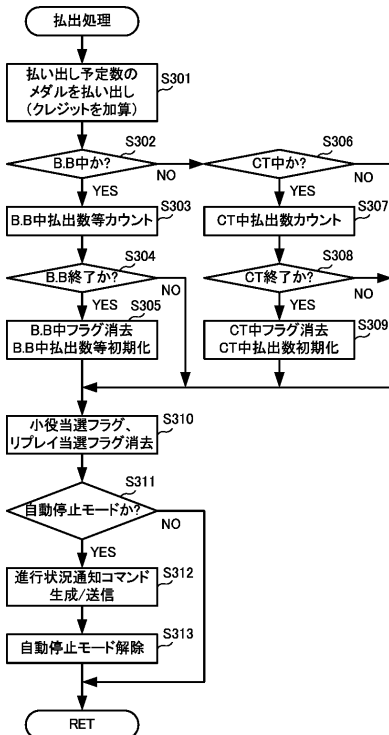 払出処理
払い出し予定数の
メダルを払い出し
(クレジットを加算)
S301
B.B中か?
S302
NO
YES
CT中か?
S306
NO
YES
B.B中払出数等カウント
S303
CT中払出数カウント
S307
B.B終了か?
S304
NO
YES
CT終了か?
S308
NO
YES
B.B中フラグ消去
B.B中払出数等初期化
S305
CT中フラグ消去
CT中払出数初期化
S309
小役当選フラグ、
リプレイ当選フラグ消去
S310
自動停止モードか?
S311
NO
YES
進行状況通知コマンド
生成/送信
S312
自動停止モード解除
S313
RET